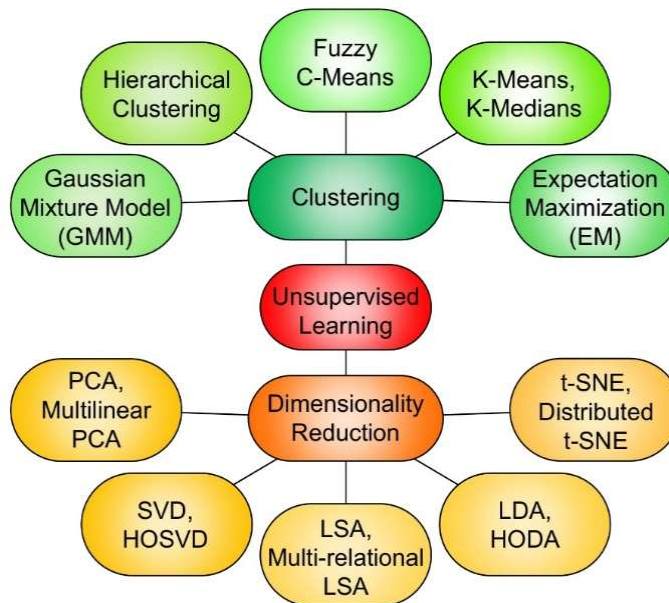 Fuzzy
C-Means
Hierarchical
Clustering
K-Means,
K-Medians
Gaussian
Mixture Model
(GMM)
Clustering
Expectation
Maximization
(EM)
Unsupervised
Learning
PCA,
Multilinear
PCA
Dimensionality
Reduction
t-SNE,
Distributed
t-SNE
SVD,
HOSVD
LSA,
Multi-relational
LSA
LDA,
HODA